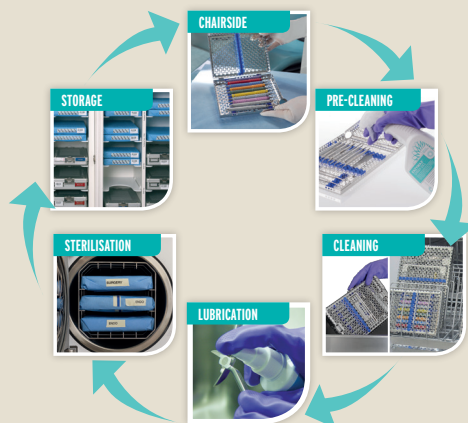 CHAIRSIDE
PRE-CLEANING
CLEANING
LUBRICATION
STERILISATION
STORAGE